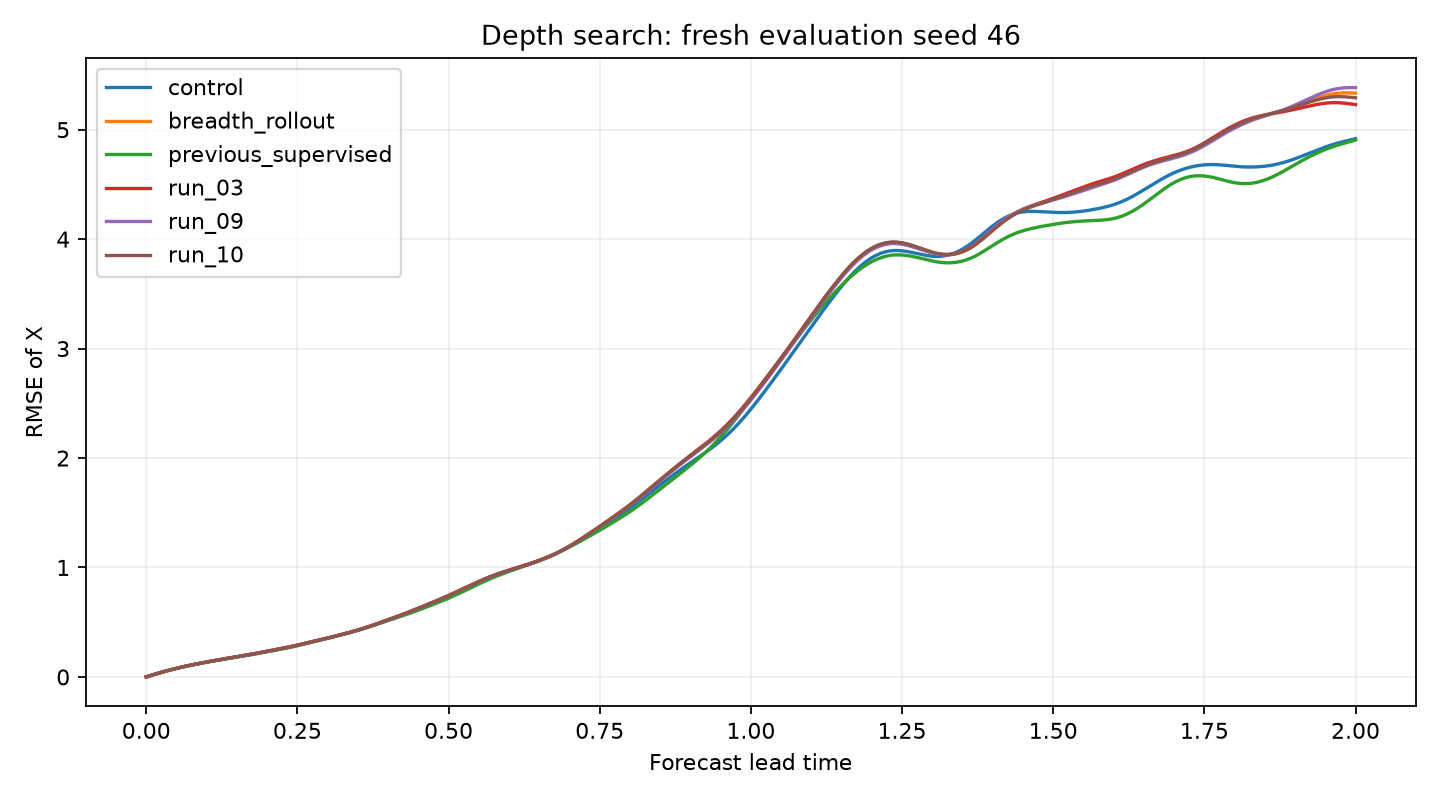 Depth search: fresh evaluation seed 46
control
breadth_rollout
previous_supervised
run_03
run_09
run_10
RMSE of X
5
4
3
2
1
0
0.00 0.25 0.50 0.75 1.00 1.25 1.50 1.75 2.00
Forecast lead time